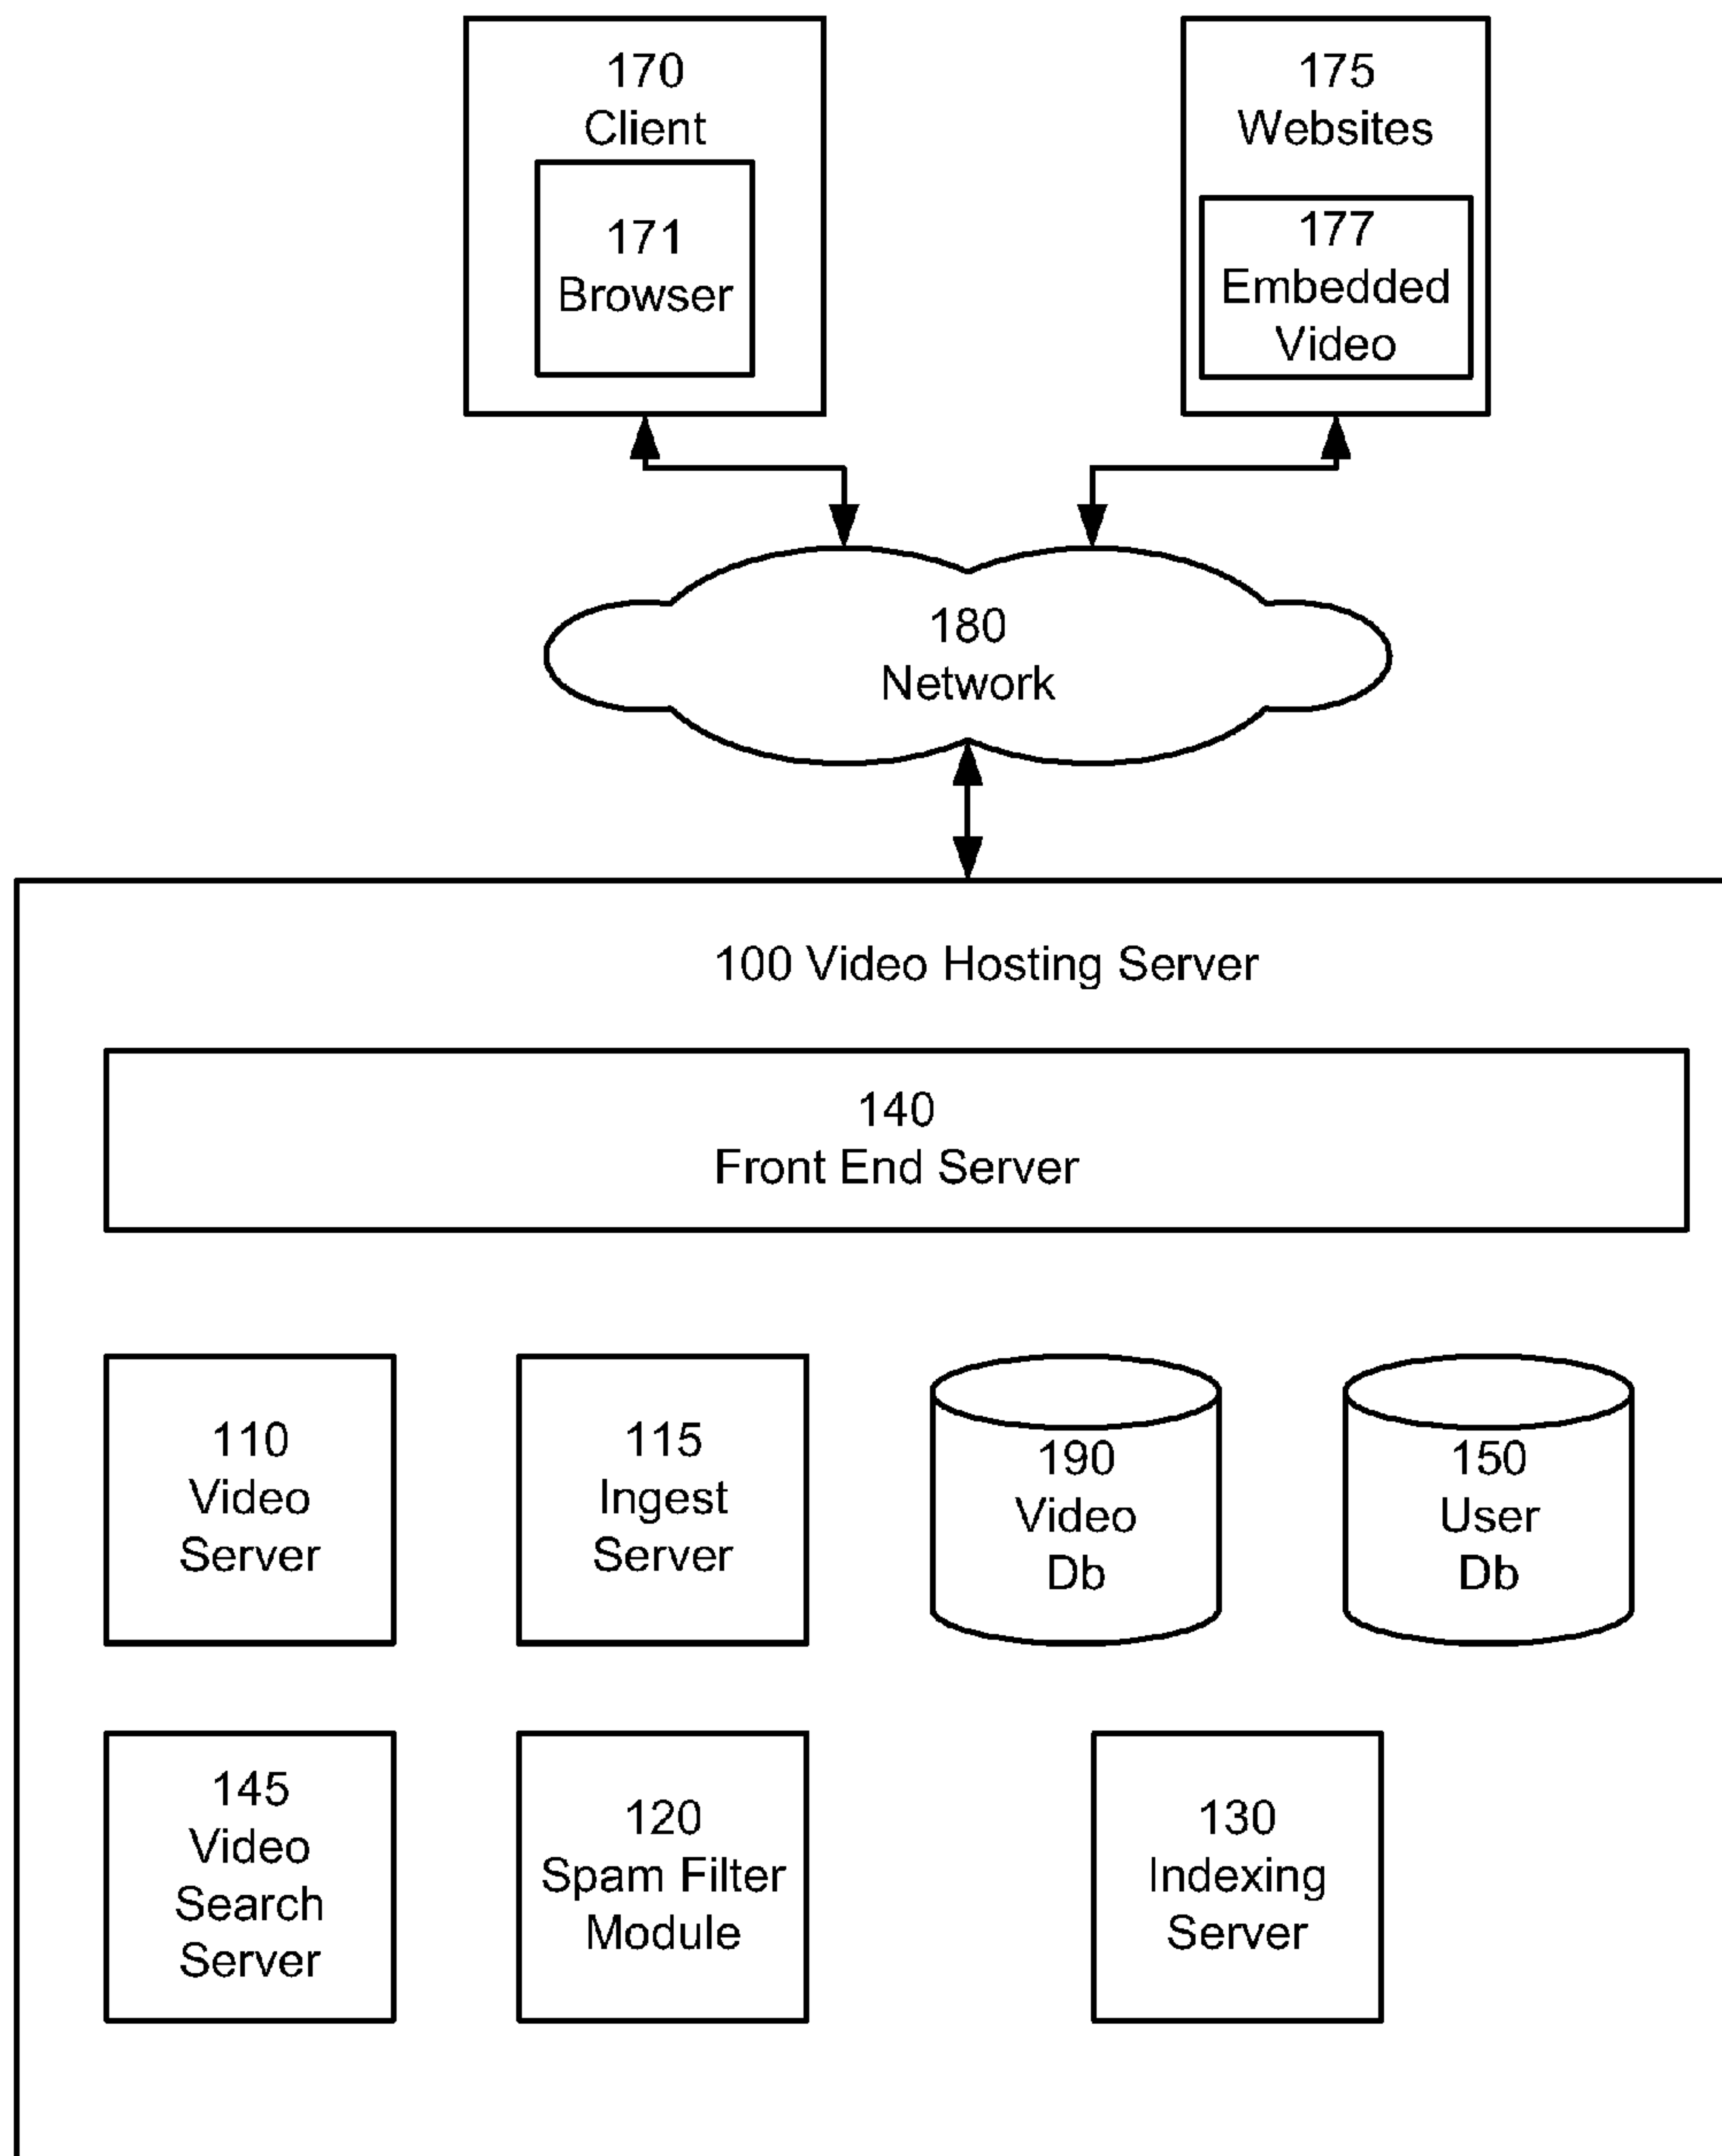 170
Client
171
Browser
175
Websites
177
Embedded
Video
180
Network
100 Video Hosting Server
140
Front End Server
110
Video
Server
115
Ingest
Server
190
Video
Db
150
User
Db
145
Video
Search
Server
120
Spam Filter
Module
130
Indexing
Server